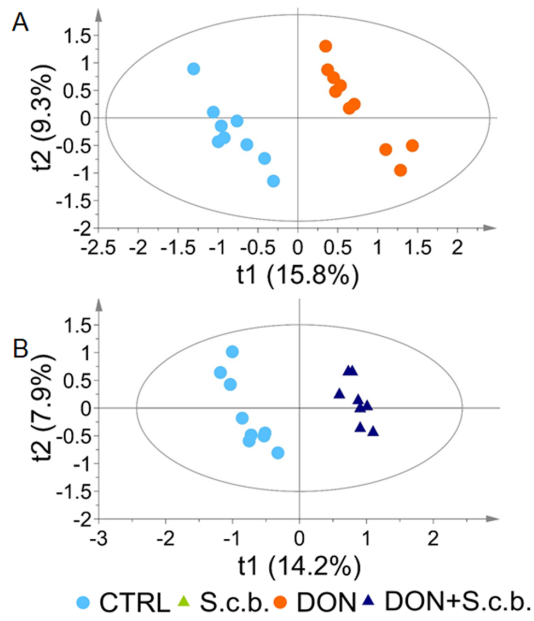 A
1.5
1
0.5
0
-0.5
-1
-1.5
-2
t2 (9.3%)
-2.5 -2 -1.5 -1 -0.5 0 0.5 1 1.5 2
t1 (15.8%)
B
1.5
1
0.5
0
-0.5
-1
-1.5
-2
t2 (7.9%)
-3 -2 -1 0 1 2
t1 (14.2%)
CTRL S.c.b. DON DON+S.c.b.